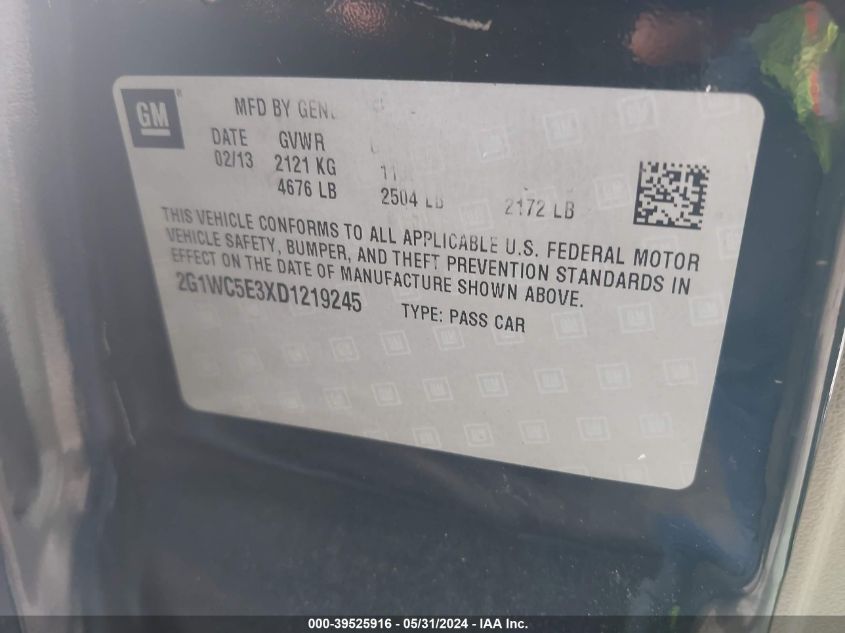 GM
MFD BY
DATE GVWR
02/13 2121 KG
4676 LB 2504 LB 2172 LB
THIS VEHICLE CONFORMS TO ALL APPLICABLE U.S. FEDERAL MOTOR
VEHICLE SAFETY, BUMPER, AND THEFT PREVENTION STANDARDS IN
EFFECT ON THE DATE OF MANUFACTURE SHOWN ABOVE.
2G1WC5E3XD1219245 TYPE: PASS CAR
000-39525916 - 05/31/2024 - IAA Inc.